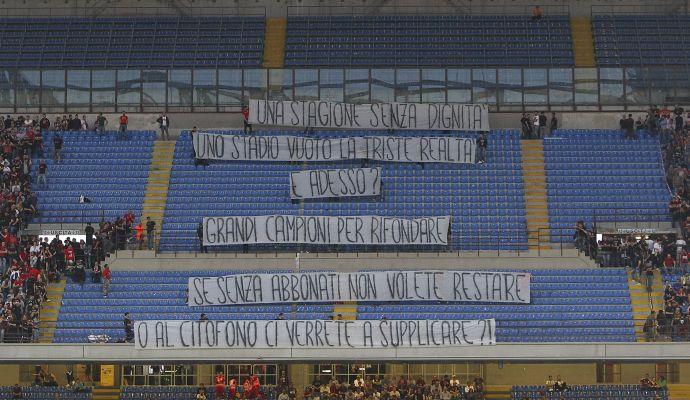 UNA STAGIONE SENZA DIGNITA'
UNO STADIO VUOTO LA TRISTE REALTA'
E ADESSO?
GRANDI CAMPIONI PER RIFONDARE
SE SENZA ABBONATI NON VOLETE RESTARE
O AL CITOFONO CI VERRETE A SUPPLICARE?!